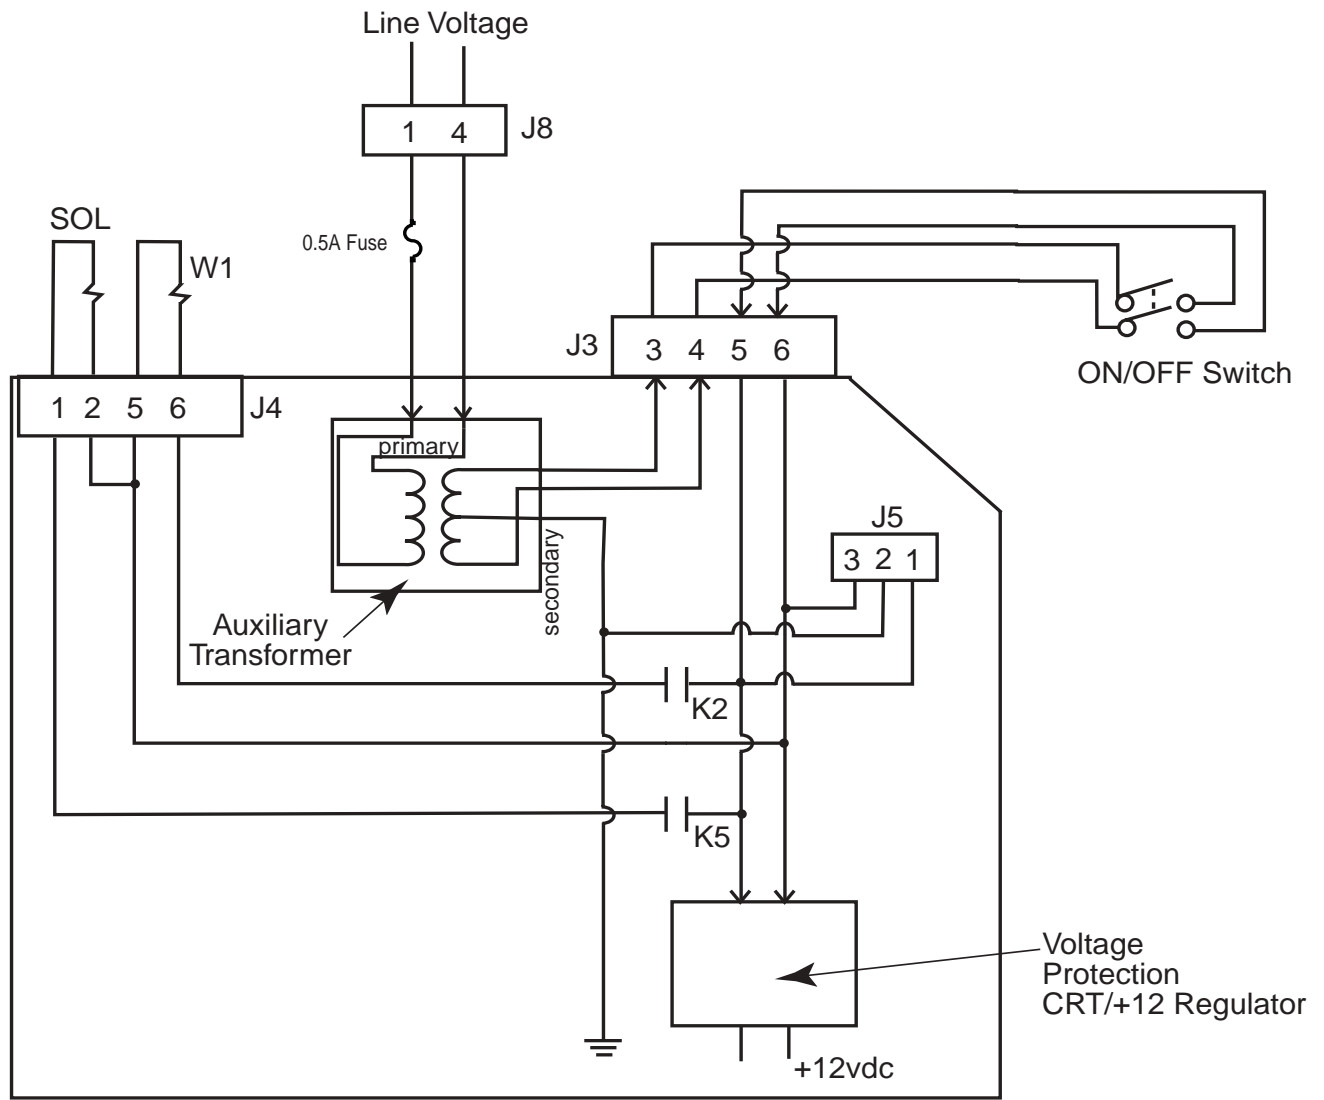 Line Voltage
1 4
J8
SOL
W1
0.5A Fuse
J3
3 4 5 6
ON/OFF Switch
1 2 5 6
J4
primary
secondary
J5
3 2 1
Auxiliary
Transformer
K2
K5
Voltage
Protection
CRT/+12 Regulator
+12vdc